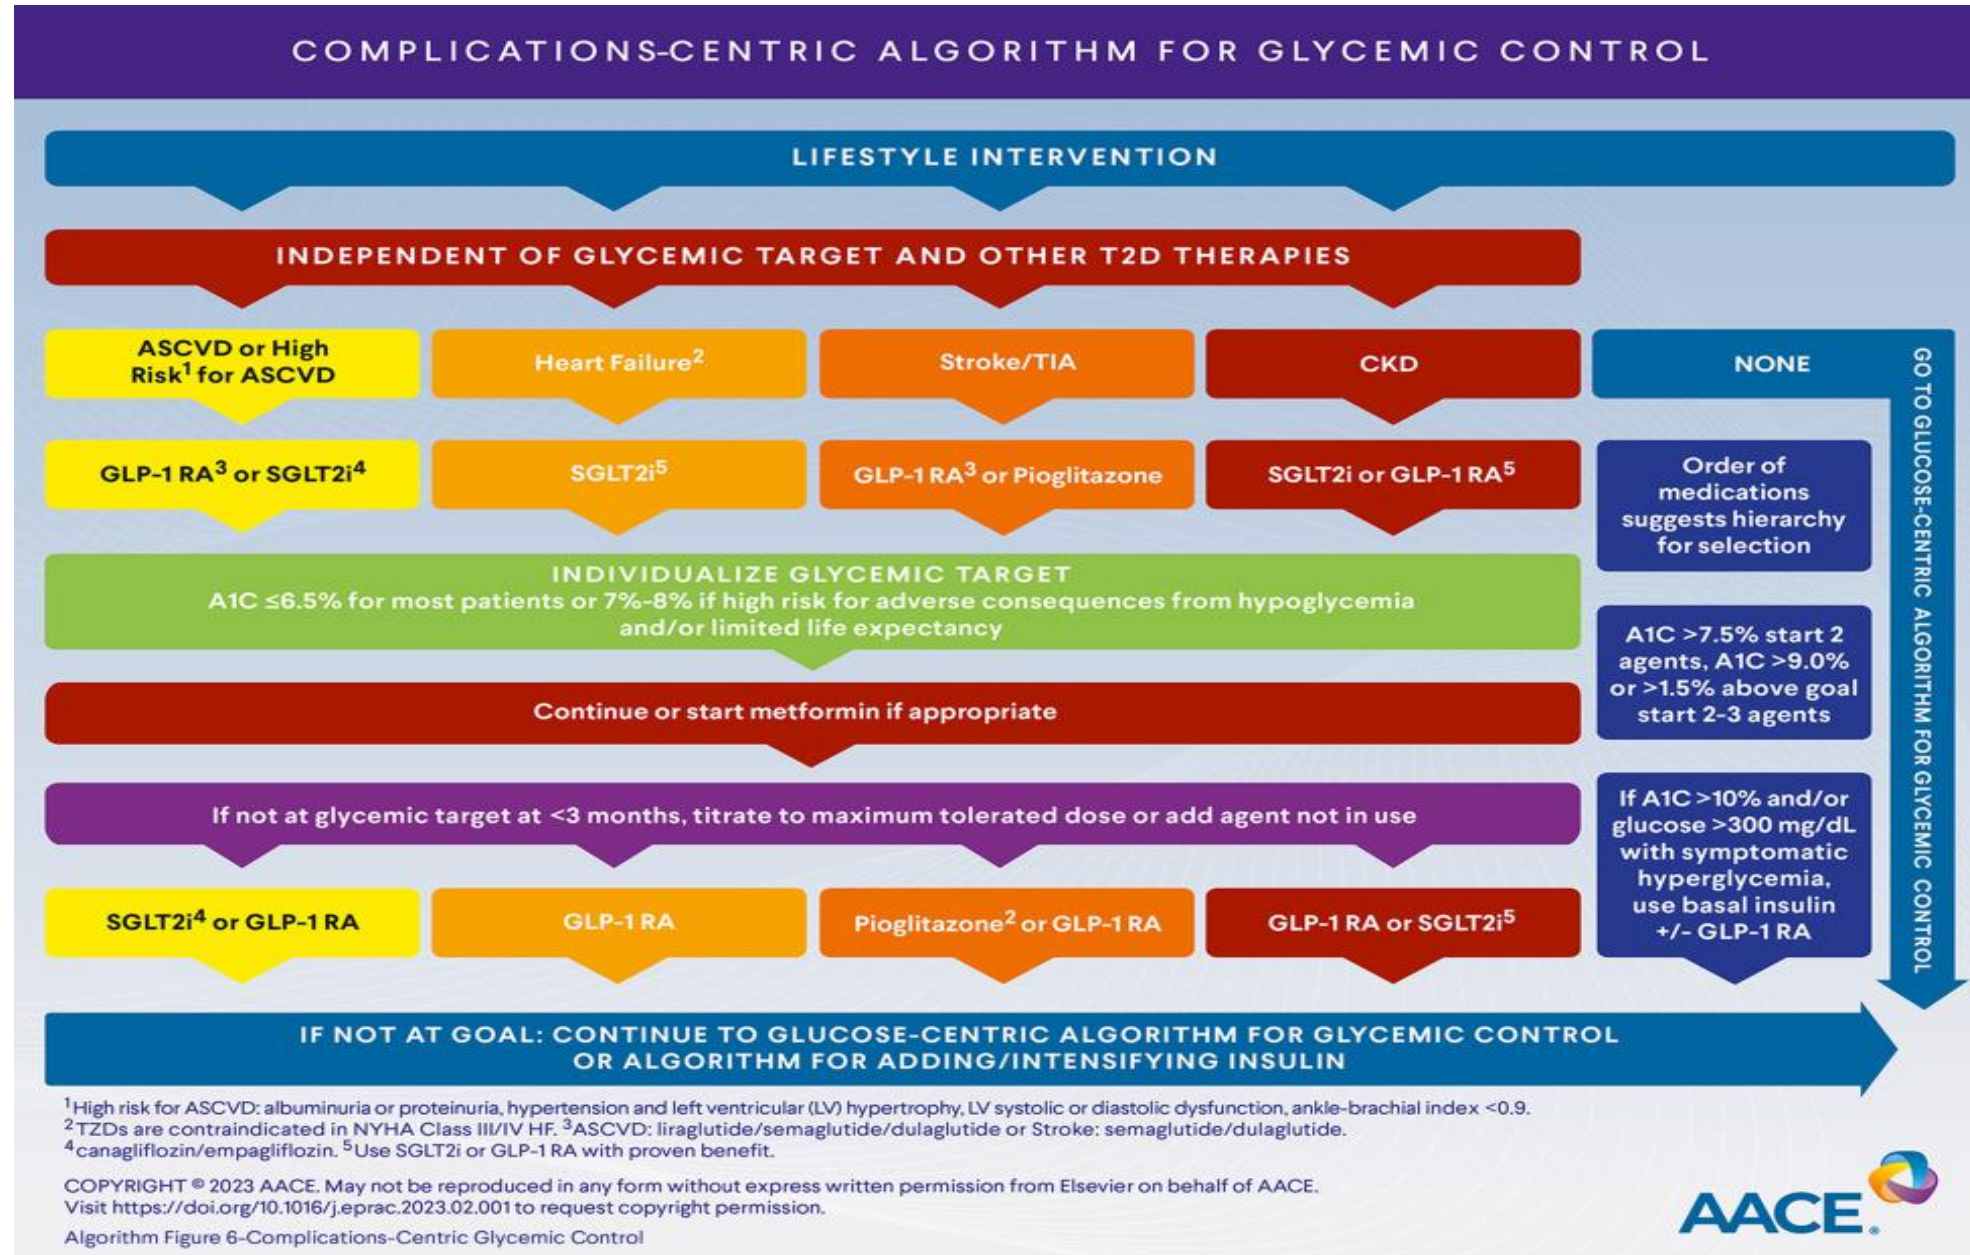 COMPLICATIONS-CENTRIC ALGORITHM FOR GLYCEMIC CONTROL
LIFESTYLE INTERVENTION
INDEPENDENT OF GLYCEMIC TARGET AND OTHER T2D THERAPIES
ASCVD or High
Risk¹ for ASCVD
Heart Failure²
Stroke/TIA
CKD
NONE
GLP-1 RA³ or SGLT2i⁴
SGLT2i⁵
GLP-1 RA³ or Pioglitazone
SGLT2i or GLP-1 RA⁵
Order of
medications
suggests hierarchy
for selection
INDIVIDUALIZE GLYCEMIC TARGET
A1C ≤6.5% for most patients or 7%-8% if high risk for adverse consequences from hypoglycemia
and/or limited life expectancy
A1C >7.5% start 2
agents, A1C >9.0%
or >1.5% above goal
start 2-3 agents
Continue or start metformin if appropriate
If not at glycemic target at <3 months, titrate to maximum tolerated dose or add agent not in use
If A1C >10% and/or
glucose >300 mg/dL
with symptomatic
hyperglycemia,
use basal insulin
+/- GLP-1 RA
SGLT2i⁴ or GLP-1 RA
GLP-1 RA
Pioglitazone² or GLP-1 RA
GLP-1 RA or SGLT2i⁵
GO TO GLUCOSE-CENTRIC ALGORITHM FOR GLYCEMIC CONTROL
IF NOT AT GOAL: CONTINUE TO GLUCOSE-CENTRIC ALGORITHM FOR GLYCEMIC CONTROL
OR ALGORITHM FOR ADDING/INTENSIFYING INSULIN
¹High risk for ASCVD: albuminuria or proteinuria, hypertension and left ventricular (LV) hypertrophy, LV systolic or diastolic dysfunction, ankle-brachial index <0.9.
²TZDs are contraindicated in NYHA Class III/IV HF. ³ASCVD: liraglutide/semaglutide/dulaglutide or Stroke: semaglutide/dulaglutide.
⁴canagliflozin/empagliflozin. ⁵Use SGLT2i or GLP-1 RA with proven benefit.
COPYRIGHT © 2023 AACE. May not be reproduced in any form without express written permission from Elsevier on behalf of AACE.
Visit https://doi.org/10.1016/j.eprac.2023.02.001 to request copyright permission.
Algorithm Figure 6-Complications-Centric Glycemic Control
AACE.®